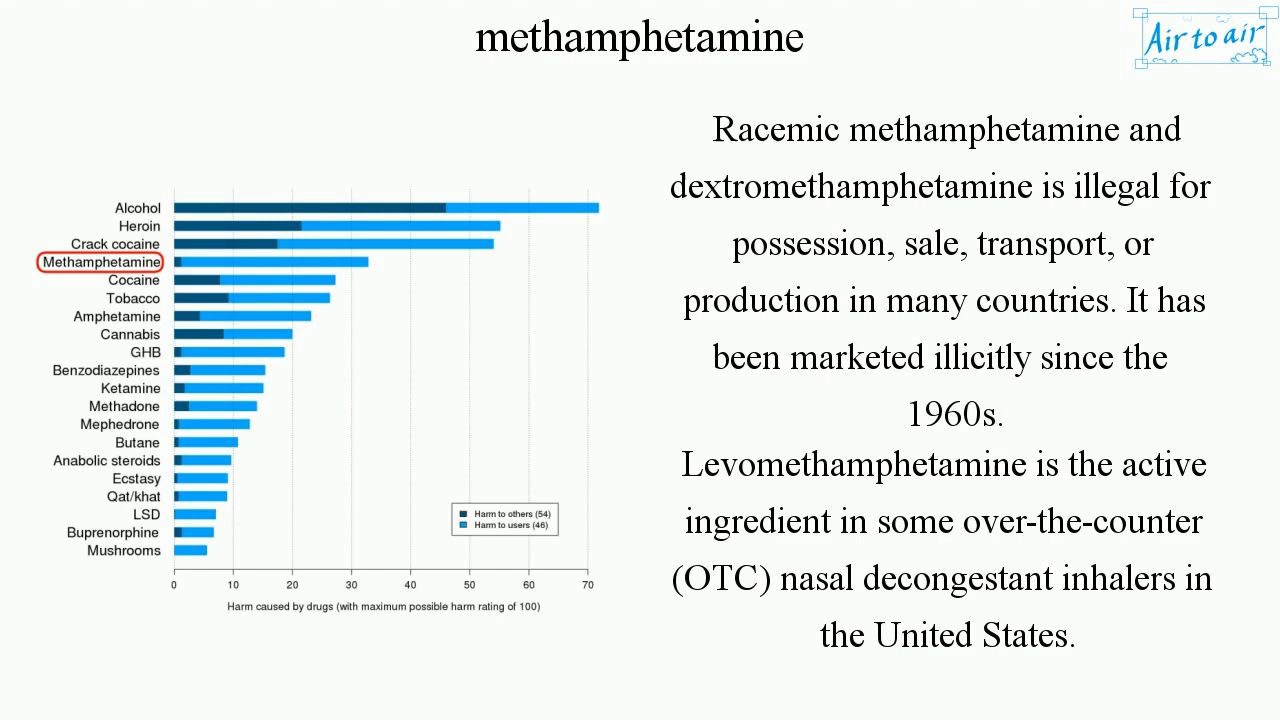 methamphetamine
Air to air
Racemic methamphetamine and
dextromethamphetamine is illegal for
possession, sale, transport, or
production in many countries. It has
been marketed illicitly since the
1960s.
Levomethamphetamine is the active
ingredient in some over-the-counter
(OTC) nasal decongestant inhalers in
the United States.
Alcohol
Heroin
Crack cocaine
Methamphetamine
Cocaine
Tobacco
Amphetamine
Cannabis
GHB
Benzodiazepines
Ketamine
Methadone
Mephedrone
Butane
Anabolic steroids
Ecstasy
Qat/khat
LSD
Buprenorphine
Mushrooms
Harm to others (54)
Harm to users (46)
0 10 20 30 40 50 60 70
Harm caused by drugs (with maximum possible harm rating of 100)